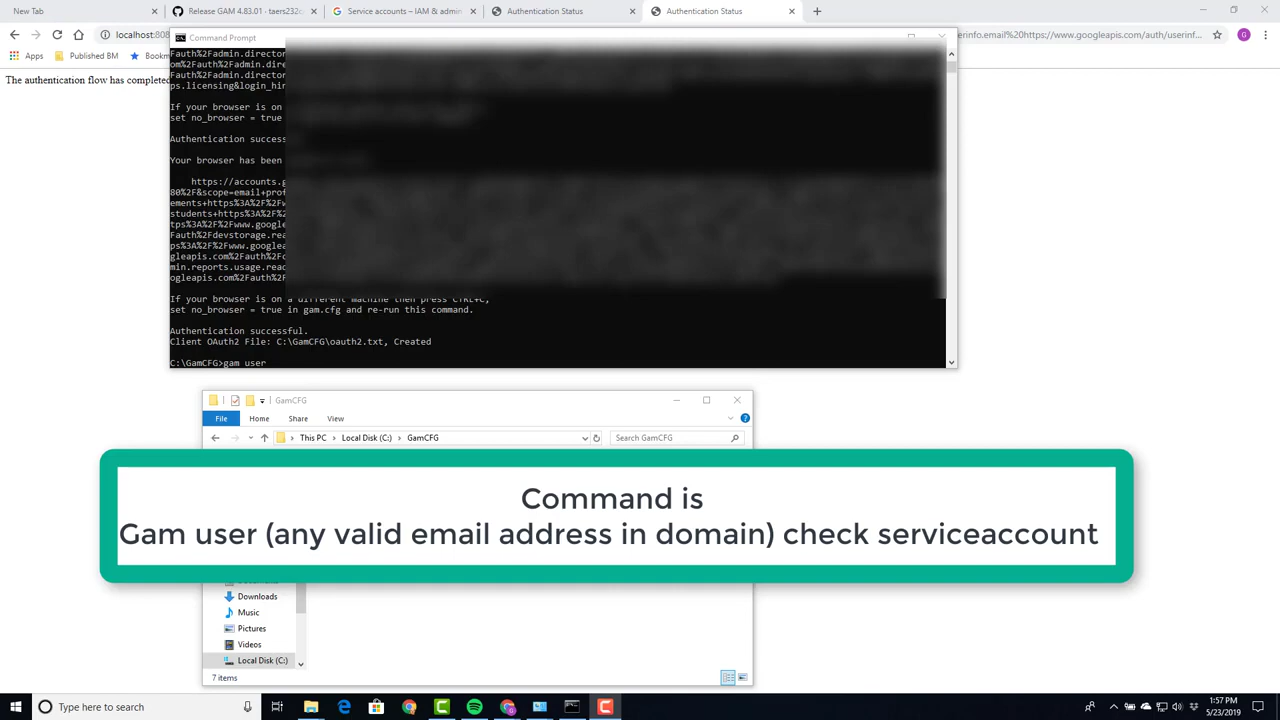 New Tab
Release GAM 4.83.01 · taers232c
Service accounts – IAM & admin
Authentication Status
Authentication Status
localhost:808
erinfo.email%20https://www.googleapis.com/auth/userinf...
Apps
Published BM
Bookm
The authentication flow has completed
Command Prompt
Fauth%2Fadmin.director
om%2Fauth%2Fadmin.dire
Fauth%2Fadmin.director
ps.licensing&login_hin
If your browser is on
set no_browser = true
Authentication success
Your browser has been
https://accounts.g
80%2F&scope=email+prof
ements+https%3A%2F%2Fw
students+https%3A%2F%2
tps%3A%2F%2Fwww.google
Fauth%2Fdevstorage.rea
ps%3A%2F%2Fwww.googlea
gleapis.com%2Fauth%2Fc
min.reports.usage.read
ogleapis.com%2Fauth%2F
If your browser is on a different machine then press CTRL+C,
set no_browser = true in gam.cfg and re-run this command.
Authentication successful.
Client OAuth2 File: C:\GamCFG\oauth2.txt, Created
C:\GamCFG>gam user
GamCFG
File
Home
Share
View
This PC
Local Disk (C:)
GamCFG
Search GamCFG
Command is
Gam user (any valid email address in domain) check serviceaccount
Downloads
Music
Pictures
Videos
Local Disk (C:)
7 items
Type here to search
1:57 PM
5/23/2019